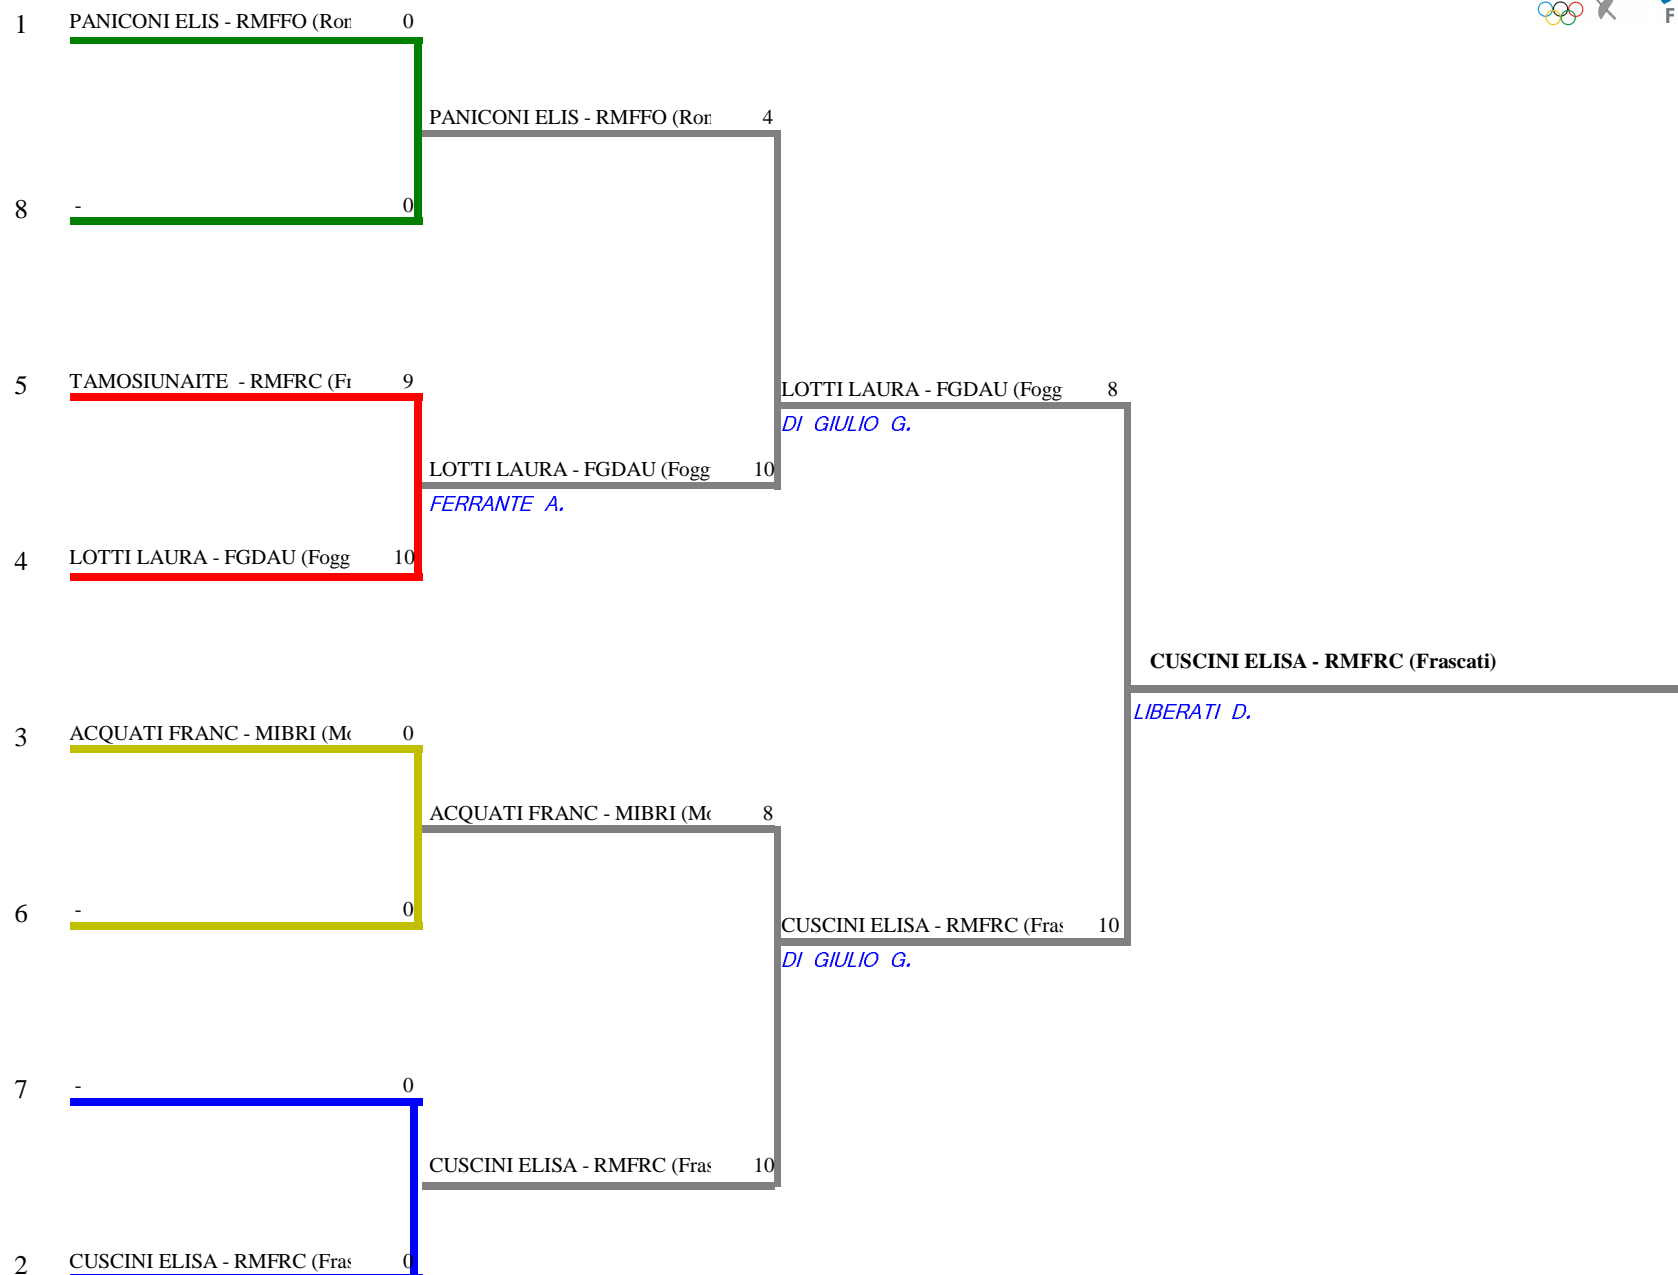 1 PANICONI ELIS - RMFFO (Ron 0
PANICONI ELIS - RMFFO (Ron 4
8 - 0
5 TAMOSIUNAITE - RMFRC (Fr 9
LOTTI LAURA - FGDAU (Fogg 8
DI GIULIO G.
LOTTI LAURA - FGDAU (Fogg 10
FERRANTE A.
4 LOTTI LAURA - FGDAU (Fogg 10
CUSCINI ELISA - RMFRC (Frascati)
LIBERATI D.
3 ACQUATI FRANC - MIBRI (Mo 0
ACQUATI FRANC - MIBRI (Mo 8
6 - 0
CUSCINI ELISA - RMFRC (Fras 10
DI GIULIO G.
7 - 0
CUSCINI ELISA - RMFRC (Fras 10
2 CUSCINI ELISA - RMFRC (Fras 0